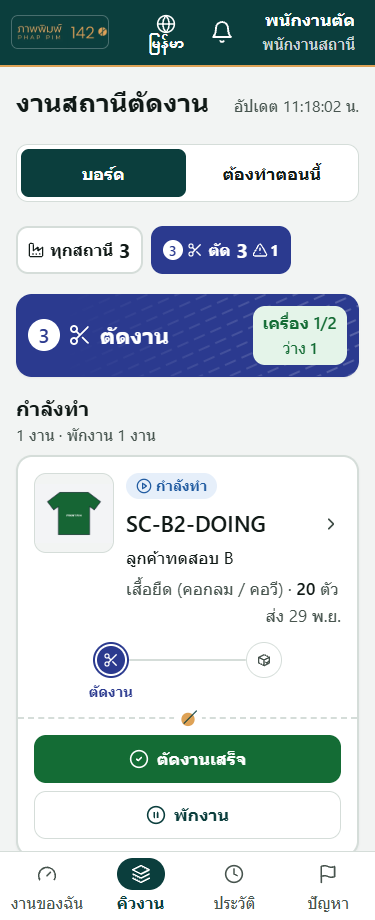 ภาพพิมพ์ 142
PHAP PIM
မြန်မာ
พนักงานตัด
พนักงานสถานี
งานสถานีตัดงาน
อัปเดต 11:18:02 น.
บอร์ด
ต้องทำตอนนี้
ทุกสถานี 3
3 ตัด 3 1
3 ตัดงาน
เครื่อง 1/2
ว่าง 1
กำลังทำ
1 งาน · พักงาน 1 งาน
กำลังทำ
SC-B2-DOING
ลูกค้าทดสอบ B
เสื้อยืด (คอกลม / คอวี) · 20 ตัว
ส่ง 29 พ.ย.
ตัดงาน
ตัดงานเสร็จ
พักงาน
งานของฉัน
คิวงาน
ประวัติ
ปัญหา